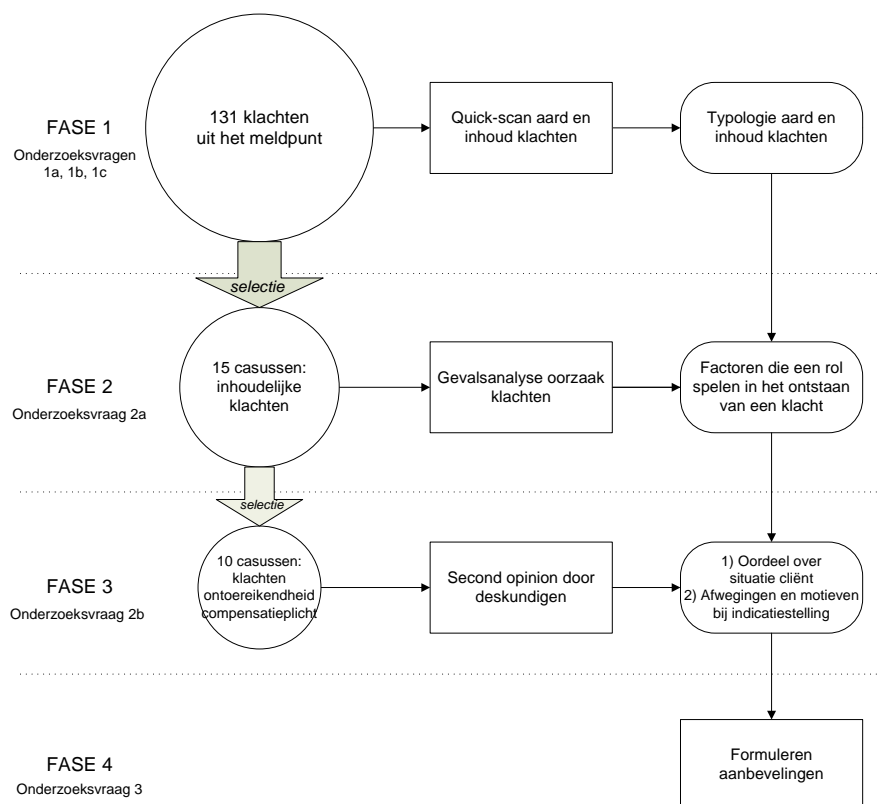 FASE 1
Onderzoeksvragen
1a, 1b, 1c
131 klachten
uit het meldpunt
Quick-scan aard en
inhoud klachten
Typologie aard en
inhoud klachten
selectie
FASE 2
Onderzoeksvraag 2a
15 casussen:
inhoudelijke
klachten
Gevalsanalyse oorzaak
klachten
Factoren die een rol
spelen in het ontstaan
van een klacht
selectie
FASE 3
Onderzoeksvraag 2b
10 casussen:
klachten
ontoereikendheid
compensatieplicht
Second opinion door
deskundigen
1) Oordeel over
situatie cliënt
2) Afwegingen en motieven
bij indicatiestelling
FASE 4
Onderzoeksvraag 3
Formuleren
aanbevelingen